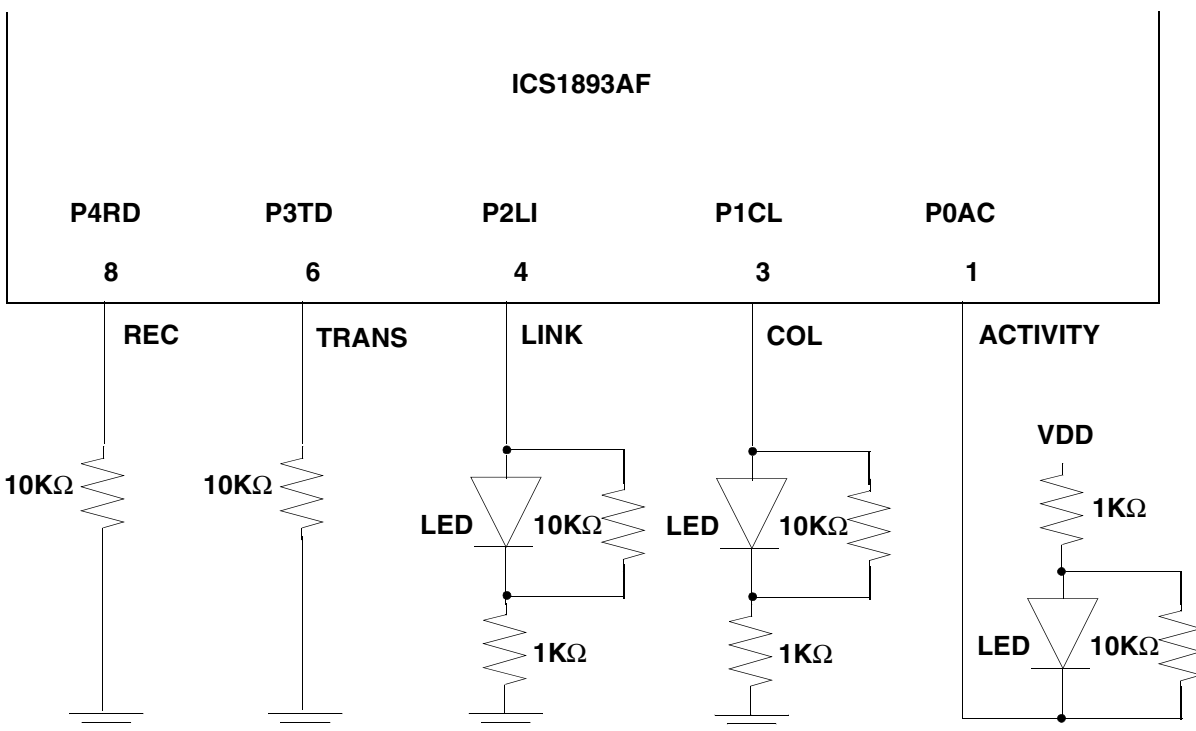 ICS1893AF
P4RD P3TD P2LI P1CL P0AC
8 6 4 3 1
REC TRANS LINK COL ACTIVITY
VDD
10KΩ 10KΩ LED 10KΩ LED 10KΩ 1KΩ
1KΩ 1KΩ LED 10KΩ